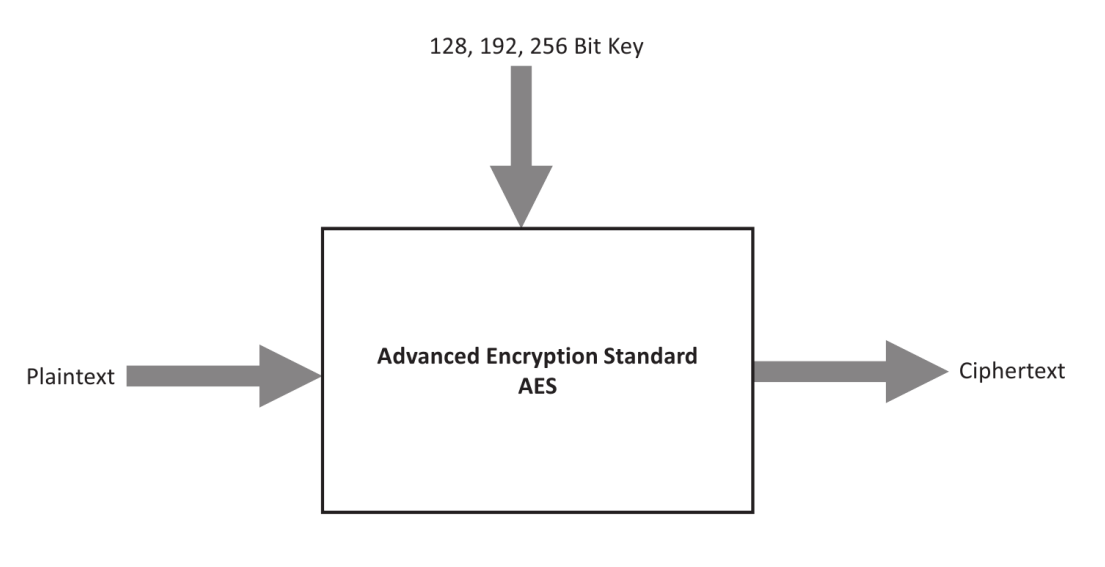 128, 192, 256 Bit Key
Plaintext
Advanced Encryption Standard
AES
Ciphertext